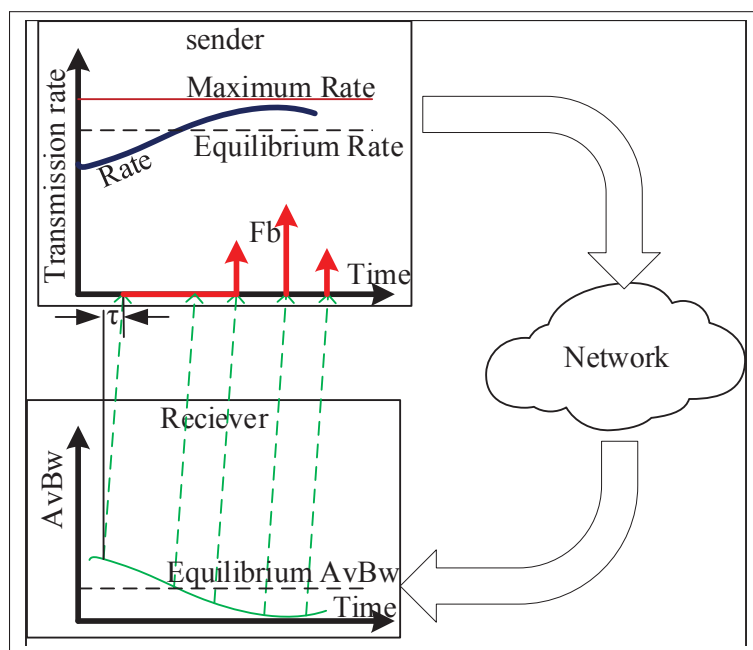 sender
Transmission rate
Maximum Rate
Equilibrium Rate
Rate
Fb
Time
τ
Network
Reciever
AvBw
Equilibrium AvBw
Time